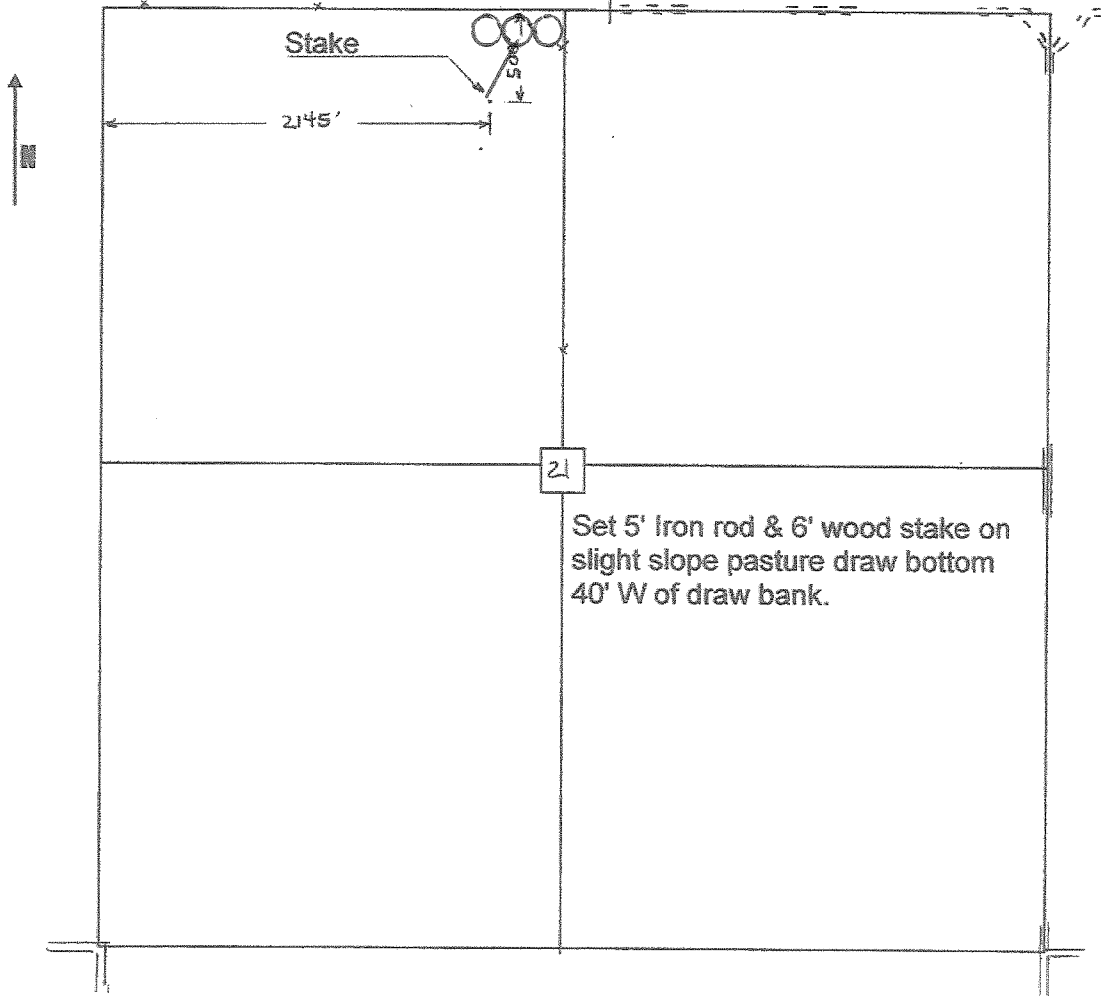 Stake
500
2145'
N
21
Set 5' Iron rod & 6' wood stake on
slight slope pasture draw bottom
40' W of draw bank.